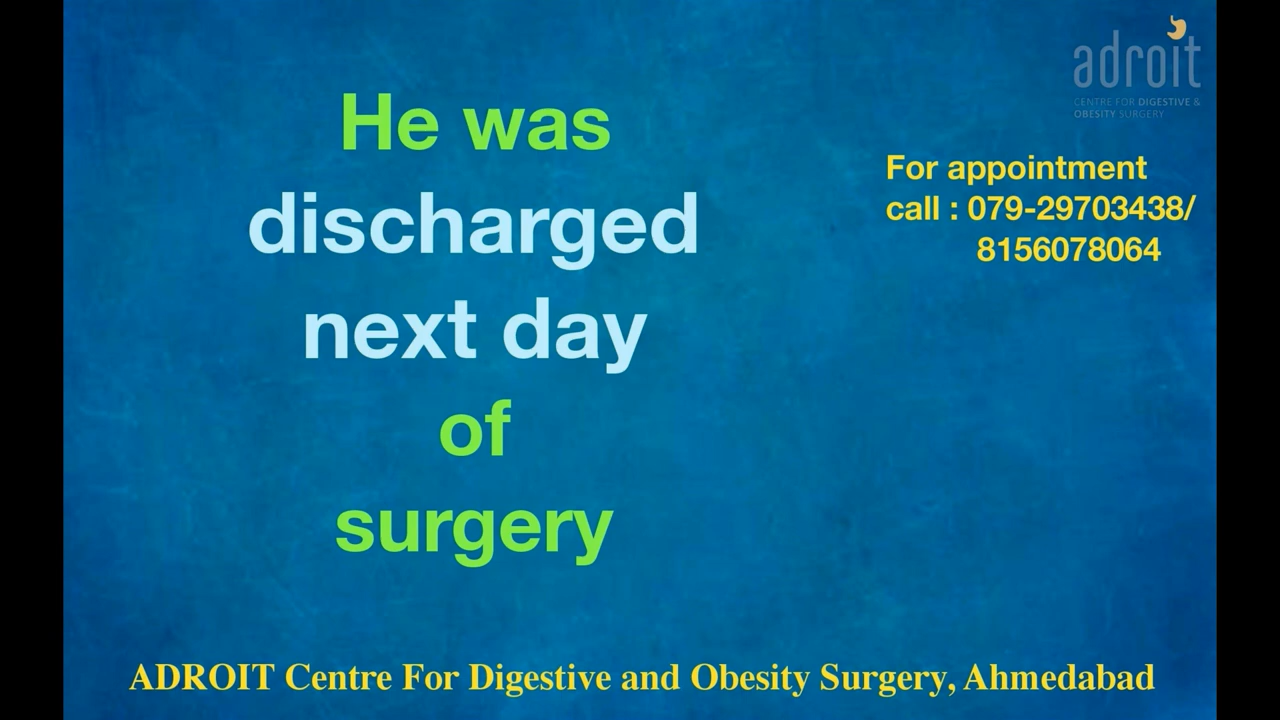 adroit
CENTRE FOR DIGESTIVE &
OBESITY SURGERY
He was
discharged
next day
of
surgery
For appointment
call : 079-29703438/
8156078064
ADROIT Centre For Digestive and Obesity Surgery, Ahmedabad